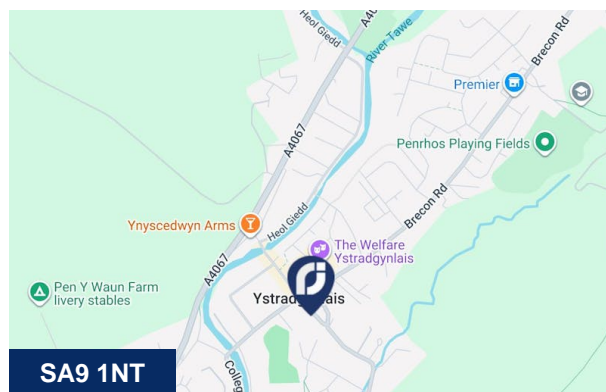 Heol Giedd
River Tawe
A40
Premier
A4067
Penrhos Playing Fields
Brecon Rd
Ynyscedwyn Arms
Heol Giedd
Brecon Rd
The Welfare
Ystradgynlais
A4067
Pen Y Waun Farm
livery stables
SA9 1NT